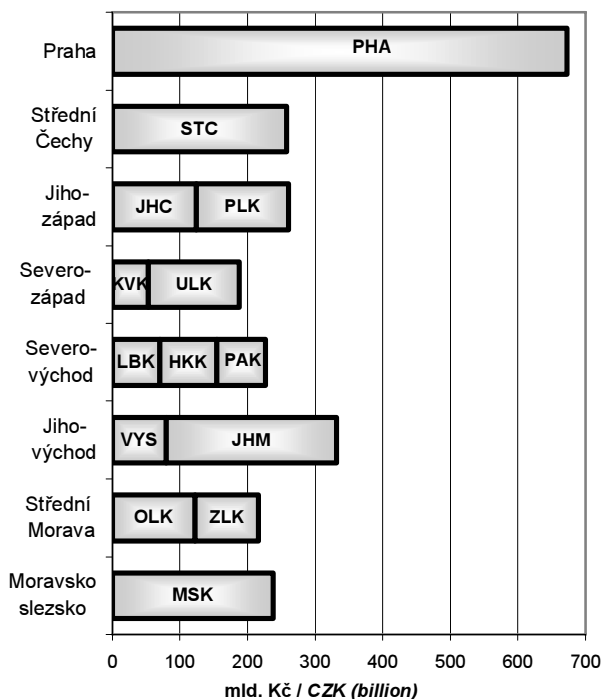 Praha
PHA
Střední
Čechy
STC
Jiho-
západ
JHC PLK
Severo-
západ
KVK ULK
Severo-
východ
LBK HKK PAK
Jiho-
východ
VYS JHM
Střední
Morava
OLK ZLK
Moravsko
slezsko
MSK
0 100 200 300 400 500 600 700
mld. Kč / CZK (billion)